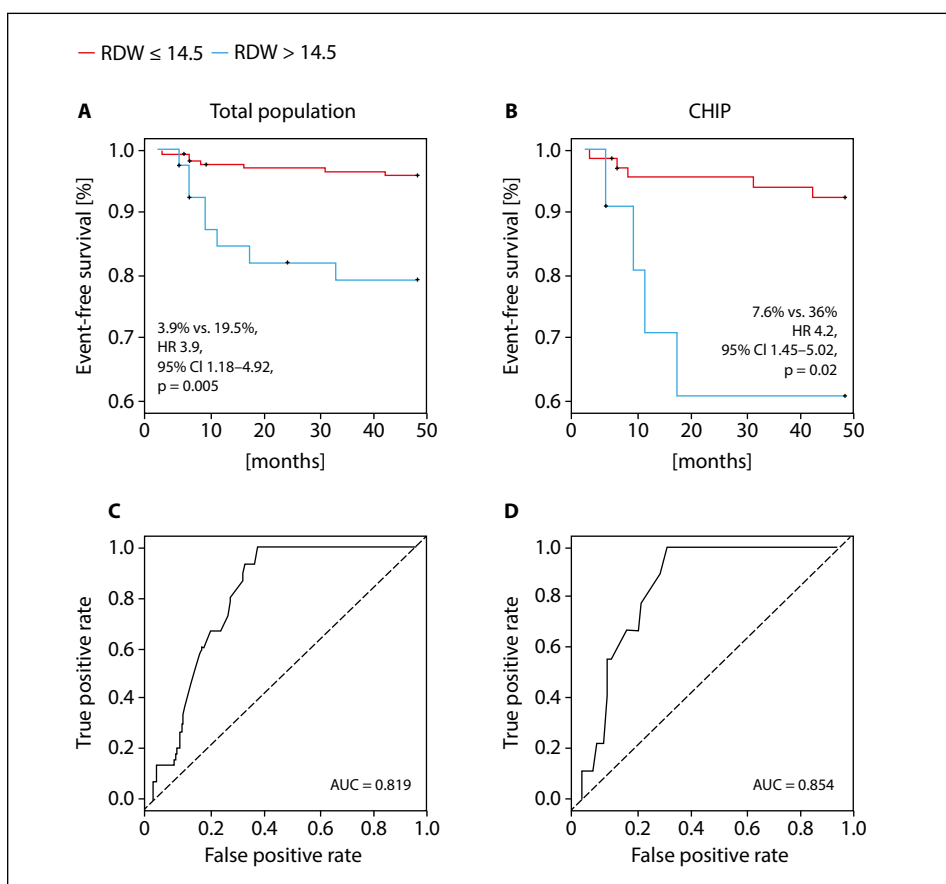 RDW ≤ 14.5 RDW > 14.5
A Total population
Event-free survival [%]
1.0
0.9
0.8
0.7
0.6
3.9% vs. 19.5%,
HR 3.9,
95% CI 1.18–4.92,
p = 0.005
0 10 20 30 40 50
[months]
B CHIP
Event-free survival [%]
1.0
0.9
0.8
0.7
0.6
7.6% vs. 36%
HR 4.2,
95% CI 1.45–5.02,
p = 0.02
0 10 20 30 40 50
[months]
C
True positive rate
1.0
0.8
0.6
0.4
0.2
0.0
AUC = 0.819
0 0.2 0.4 0.6 0.8 1.0
False positive rate
D
True positive rate
1.0
0.8
0.6
0.4
0.2
0.0
AUC = 0.854
0 0.2 0.4 0.6 0.8 1.0
False positive rate